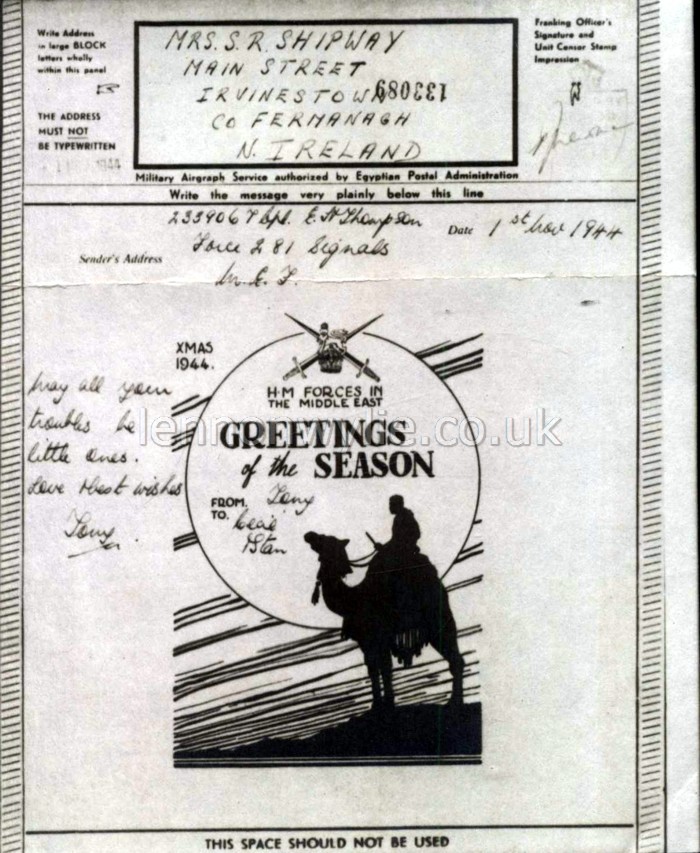 Write Address
in large BLOCK
letters wholly
within this panel
THE ADDRESS
MUST NOT
BE TYPEWRITTEN
1944
MRS. S. R. SHIPWAY
MAIN STREET
IRVINESTOWN
133089
CO FERMANAGH
N. IRELAND
Franking Officer's
Signature and
Unit Censor Stamp
Impression
Military Airgraph Service authorized by Egyptian Postal Administration
Write the message very plainly below this line
Cpl. E. H. Thompson
Date 1st Nov 1944
Sender's Address
Force 281 Signals
M. E. F.
XMAS
1944.
May all your
troubles be
little ones.
Love & best wishes
Tony
H·M FORCES IN
THE MIDDLE EAST
GREETINGS
of the SEASON
FROM. Tony
TO.
& Stan
.co.uk
THIS SPACE SHOULD NOT BE USED